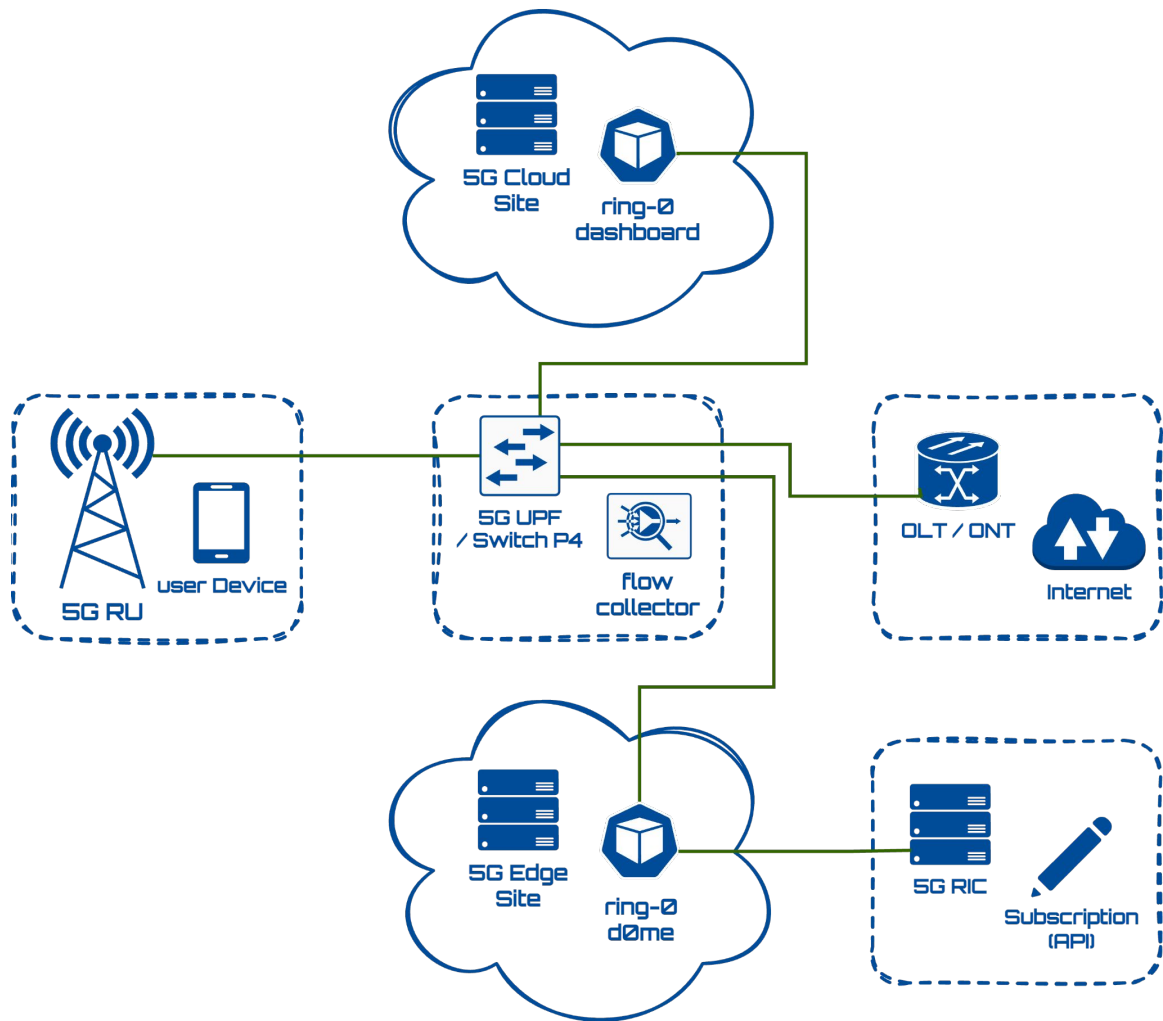 5G Cloud
Site
ring-0
dashboard
5G RU
user Device
5G UPF
/ Switch P4
flow
collector
OLT / ONT
Internet
5G Edge
Site
ring-0
d0me
5G RIC
Subscription
(API)